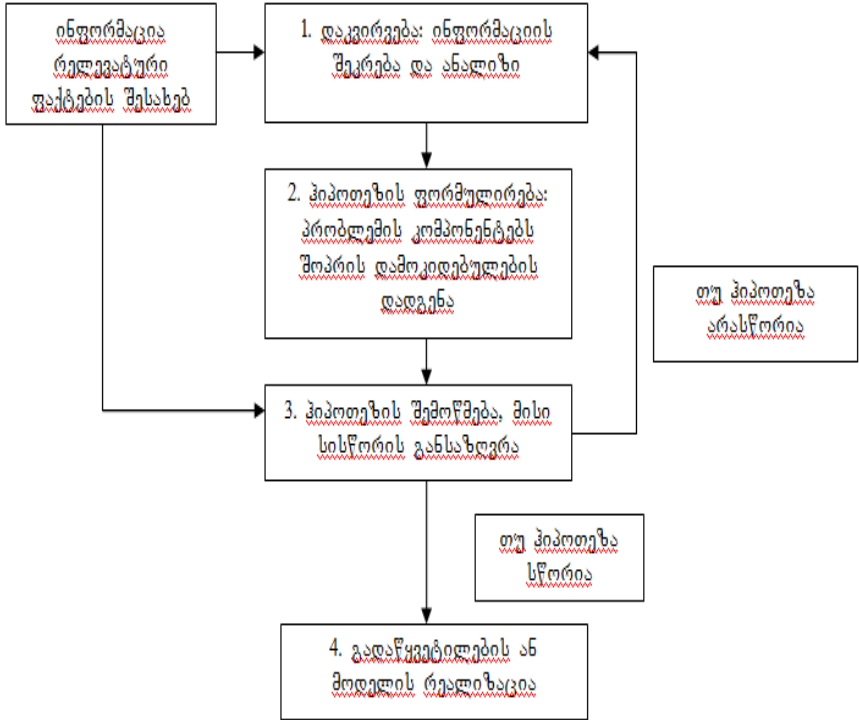 ინფორმაცია
რელევატური
ფაქტების შესახებ
1. დაკვირვება: ინფორმაციის
შეკრება და ანალიზი
2. ჰიპოთეზის ფორმულირება:
პრობლემის კომპონენტებს
შორის დამოკიდებულების
დადგენა
თუ ჰიპოთეზა
არასწორია
3. ჰიპოთეზის შემოწმება, მისი
სისწორის განსაზღვრა
თუ ჰიპოთეზა
სწორია
4. გადაწყვეტილების ან
მოდელის რეალიზაცია